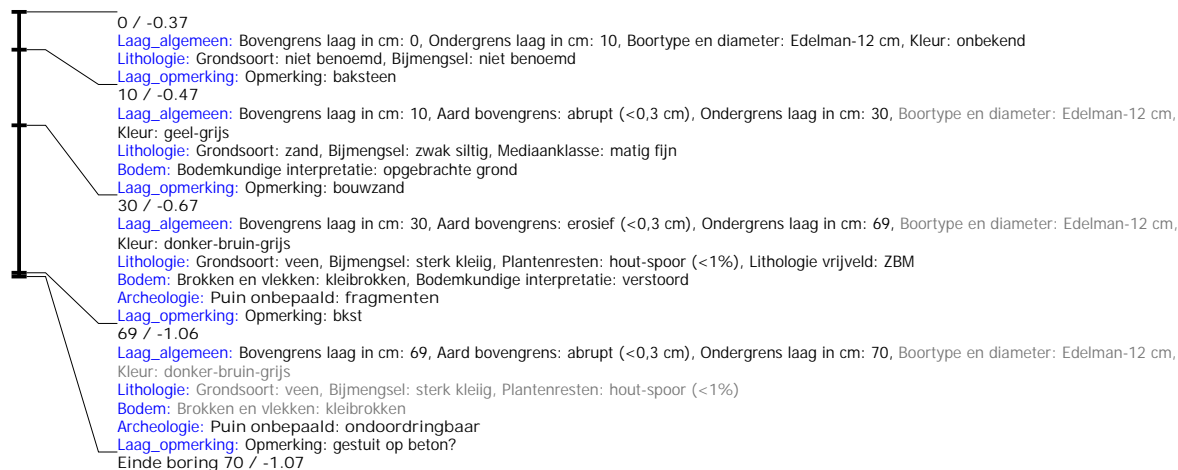 0 / -0.37
Laag_algemeen: Bovengrens laag in cm: 0, Ondergrens laag in cm: 10, Boortype en diameter: Edelman-12 cm, Kleur: onbekend
Lithologie: Grondsoort: niet benoemd, Bijmengsel: niet benoemd
Laag_opmerking: Opmerking: baksteen
10 / -0.47
Laag_algemeen: Bovengrens laag in cm: 10, Aard bovengrens: abrupt (<0,3 cm), Ondergrens laag in cm: 30, Boortype en diameter: Edelman-12 cm,
Kleur: geel-grijs
Lithologie: Grondsoort: zand, Bijmengsel: zwak siltig, Mediaanklasse: matig fijn
Bodem: Bodemkundige interpretatie: opgebrachte grond
Laag_opmerking: Opmerking: bouwzand
30 / -0.67
Laag_algemeen: Bovengrens laag in cm: 30, Aard bovengrens: erosief (<0,3 cm), Ondergrens laag in cm: 69, Boortype en diameter: Edelman-12 cm,
Kleur: donker-bruin-grijs
Lithologie: Grondsoort: veen, Bijmengsel: sterk kleiig, Plantenresten: hout-spoor (<1%), Lithologie vrijveld: ZBM
Bodem: Brokken en vlekken: kleibrokken, Bodemkundige interpretatie: verstoord
Archeologie: Puin onbepaald: fragmenten
Laag_opmerking: Opmerking: bkst
69 / -1.06
Laag_algemeen: Bovengrens laag in cm: 69, Aard bovengrens: abrupt (<0,3 cm), Ondergrens laag in cm: 70, Boortype en diameter: Edelman-12 cm,
Kleur: donker-bruin-grijs
Lithologie: Grondsoort: veen, Bijmengsel: sterk kleiig, Plantenresten: hout-spoor (<1%)
Bodem: Brokken en vlekken: kleibrokken
Archeologie: Puin onbepaald: ondoordringbaar
Laag_opmerking: Opmerking: gestuit op beton?
Einde boring 70 / -1.07